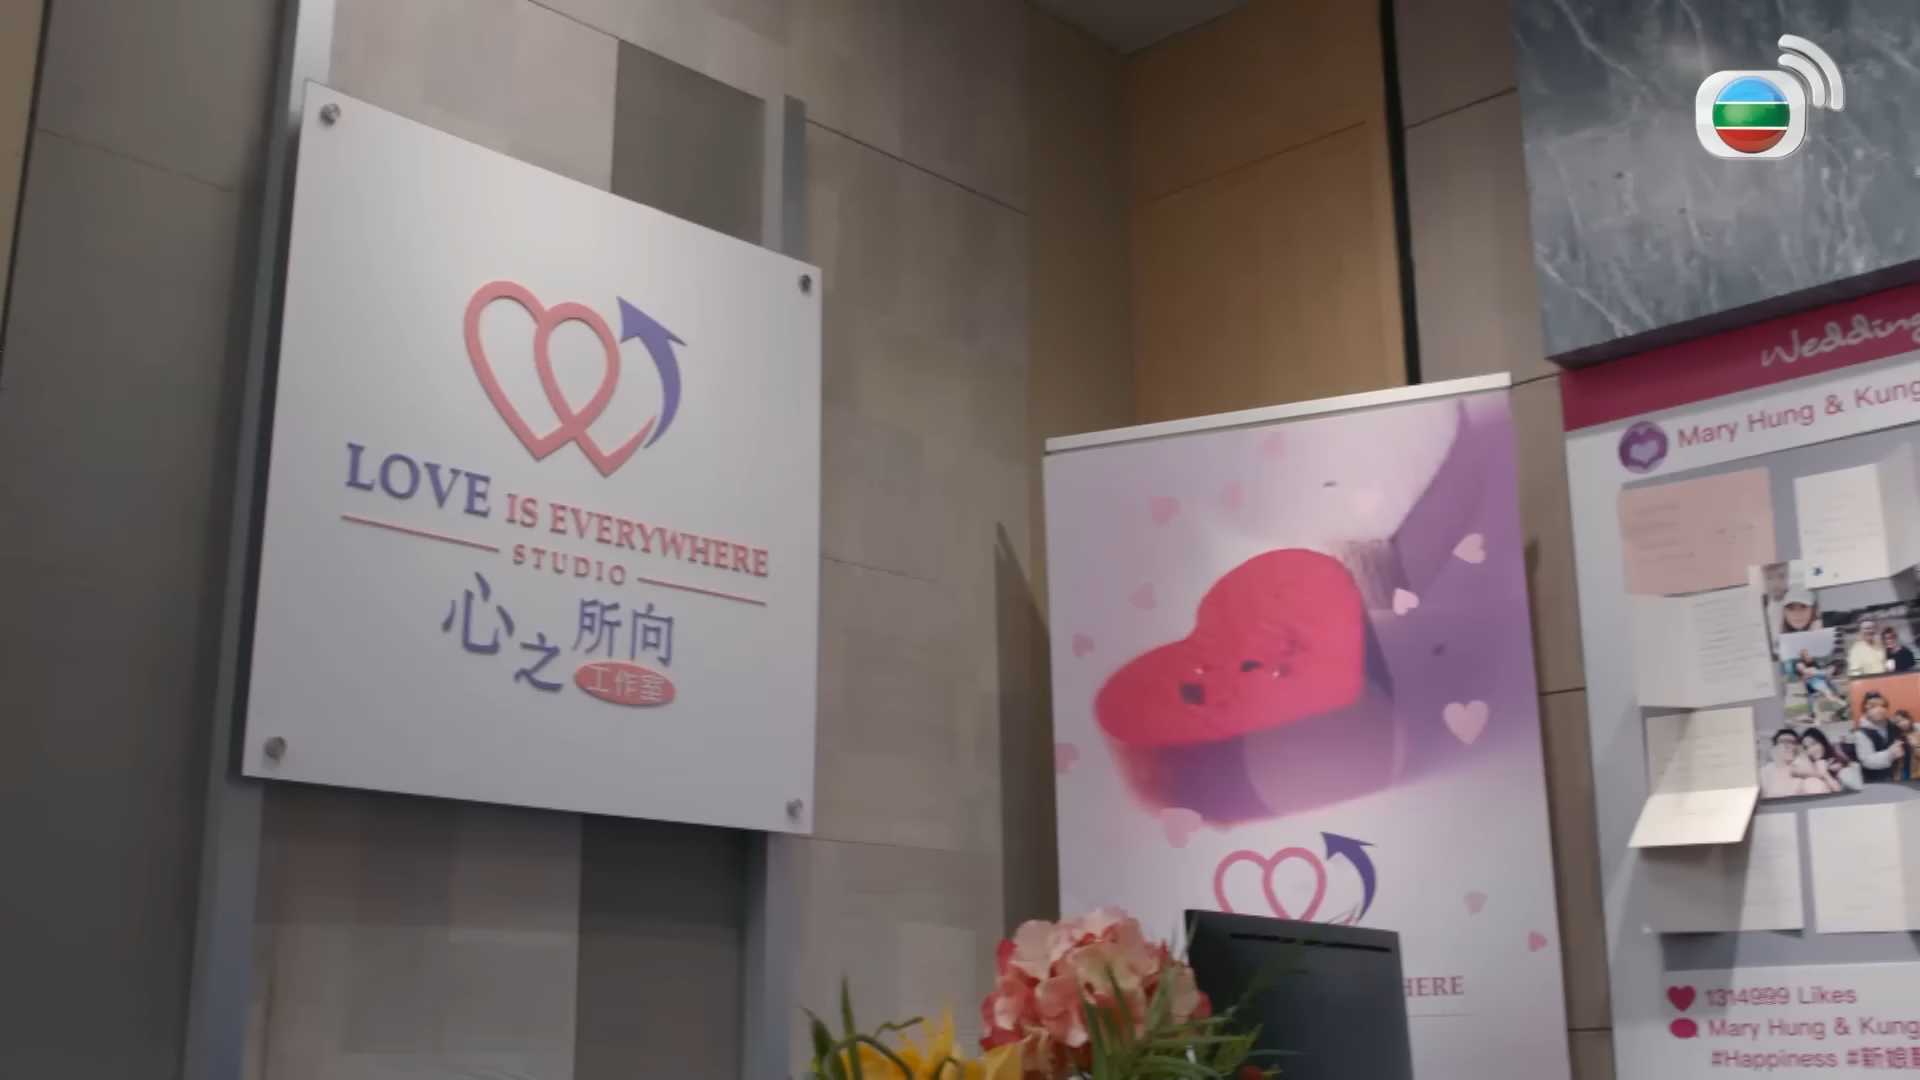 LOVE IS EVERYWHERE
STUDIO
心之所向
工作室
HERE
Wedding
Mary Hung & Kung
1314999 Likes
Mary Hung & Kung
#Happiness #新娘